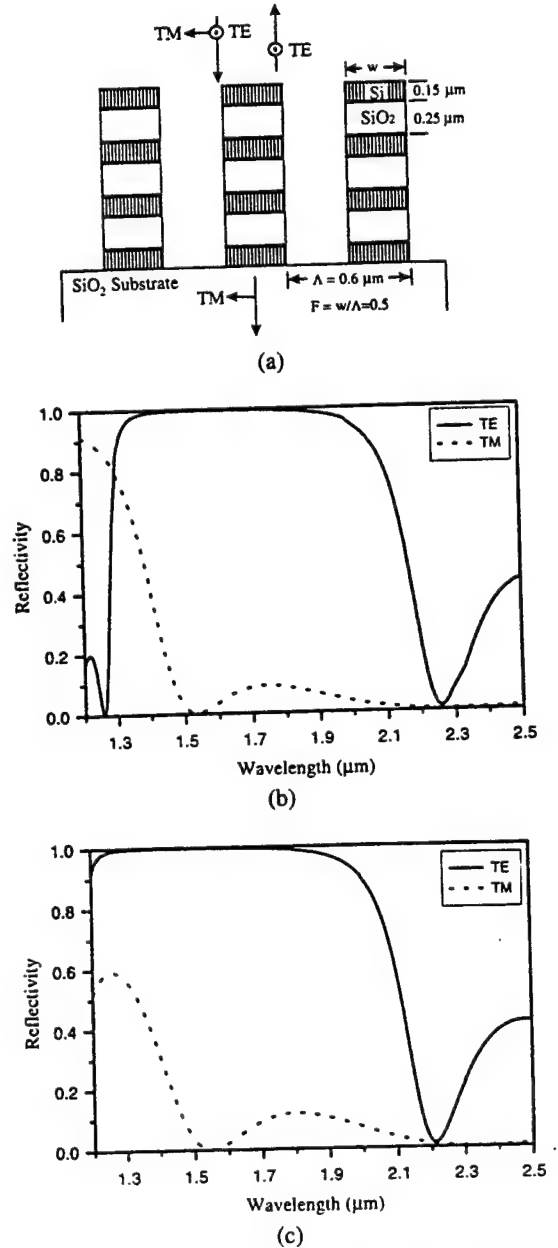 TM TE TE
w
Si 0.15 µm
SiO₂ 0.25 µm
SiO₂ Substrate
TM
Λ = 0.6 µm
F = w/Λ=0.5
(a)
TE
TM
Reflectivity
1.0
0.8
0.6
0.4
0.2
0.0
1.3 1.5 1.7 1.9 2.1 2.3 2.5
Wavelength (µm)
(b)
TE
TM
Reflectivity
1.0
0.8
0.6
0.4
0.2
0.0
1.3 1.5 1.7 1.9 2.1 2.3 2.5
Wavelength (µm)
(c)